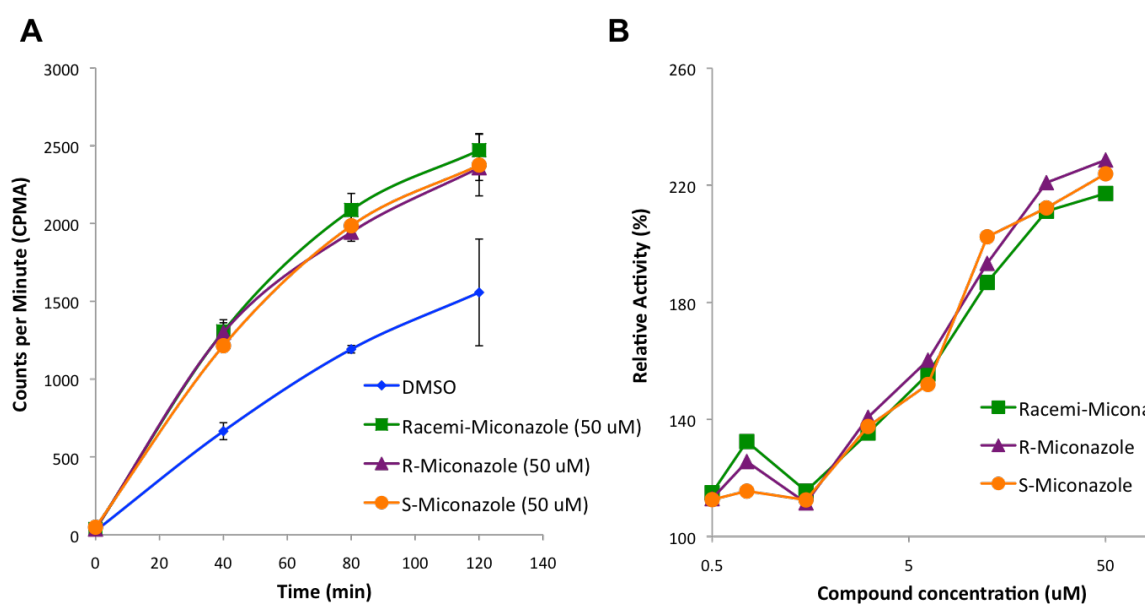 A
Counts per Minute (CPMA)
3000
2500
2000
1500
1000
500
0
0 20 40 60 80 100 120 140
Time (min)
DMSO
Racemi-Miconazole (50 uM)
R-Miconazole (50 uM)
S-Miconazole (50 uM)
B
Relative Activity (%)
260
220
180
140
100
0.5 5 50
Compound concentration (uM)
Racemi-Micona
R-Miconazole
S-Miconazole